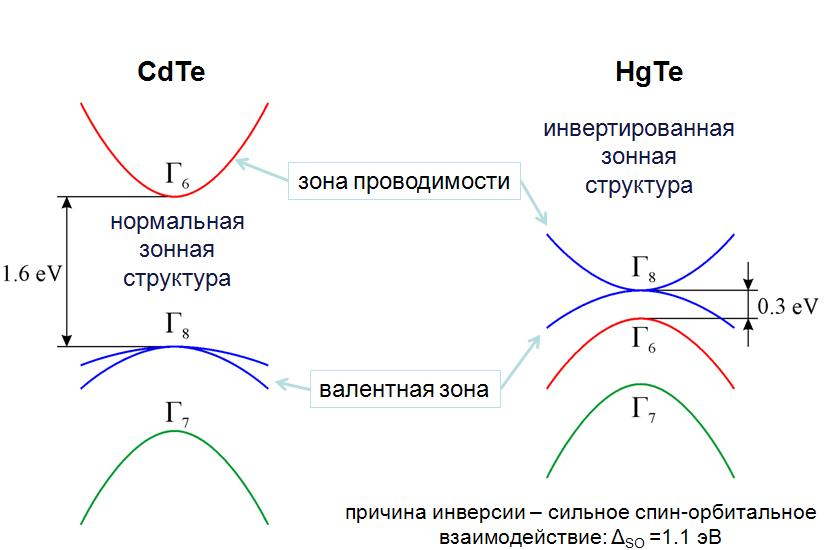 CdTe
HgTe
Γ6
зона проводимости
инвертированная
зонная
структура
нормальная
зонная
структура
1.6 eV
Γ8
Γ8
0.3 eV
Γ6
валентная зона
Γ7
Γ7
причина инверсии – сильное спин-орбитальное
взаимодействие: ΔSO =1.1 эВ